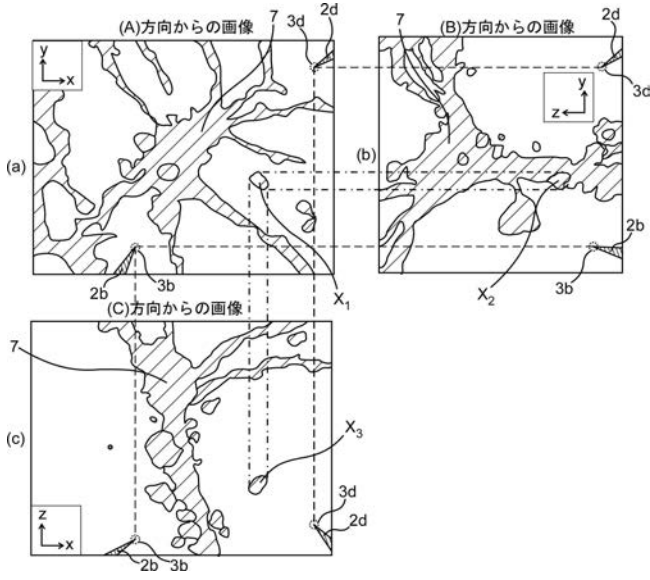 (A)方向からの画像
7
3d
2d
(B)方向からの画像
2d
3d
7
y
x
y
z
(a)
(b)
2b
3b
X1
X2
3b
2b
(C)方向からの画像
7
(c)
X3
z
x
2b
3b
3d
2d